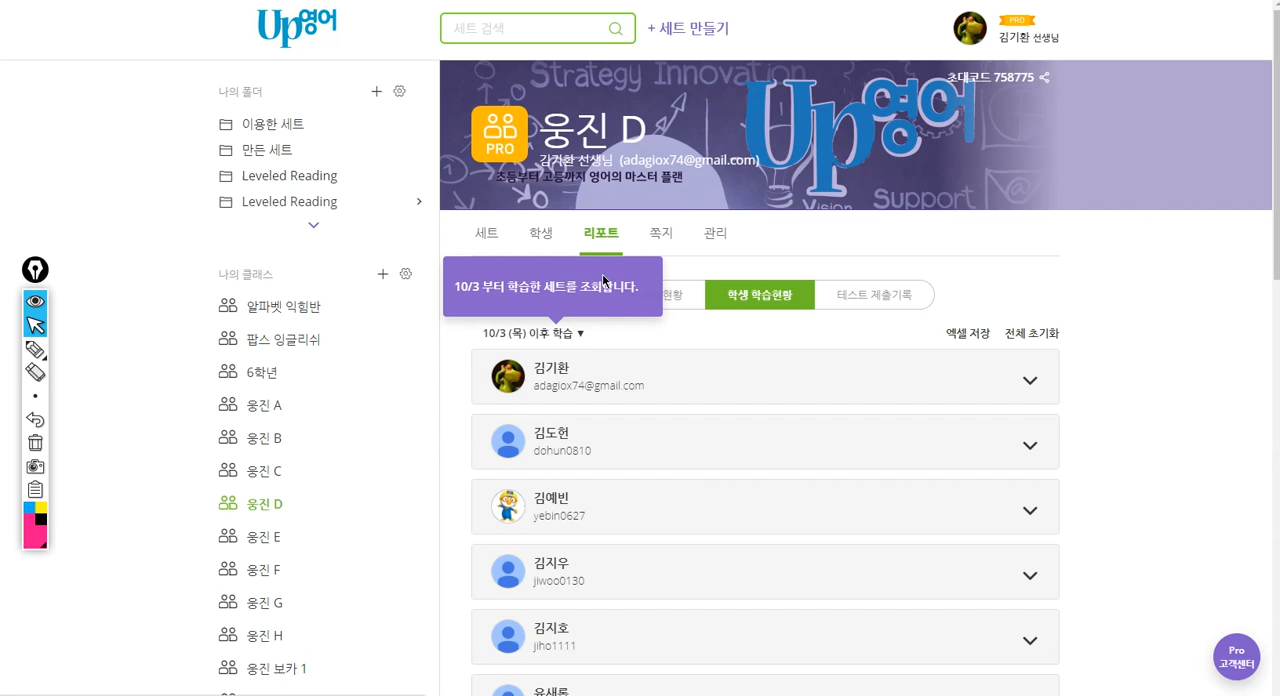 Up영어
세트 검색
+ 세트 만들기
PRO
김기환 선생님
나의 폴더
이용한 세트
만든 세트
Leveled Reading
Leveled Reading
나의 클래스
알파벳 익힘반
팝스 잉글리쉬
6학년
웅진 A
웅진 B
웅진 C
웅진 D
웅진 E
웅진 F
웅진 G
웅진 H
웅진 보카 1
Strategy Innovation
초대코드 758775
PRO
웅진 D
김기환 선생님 (adagiox74@gmail.com)
초등부터 고등까지 영어의 마스터 플랜
Up영어
Vision
Support
세트
학생
리포트
쪽지
관리
10/3 부터 학습한 세트를 조회합니다.
현황
학생 학습현황
테스트 제출기록
10/3 (목) 이후 학습 ▼
엑셀 저장
전체 초기화
김기환
adagiox74@gmail.com
김도헌
dohun0810
김예빈
yebin0627
김지우
jiwoo0130
김지호
jiho1111
Pro
고객센터